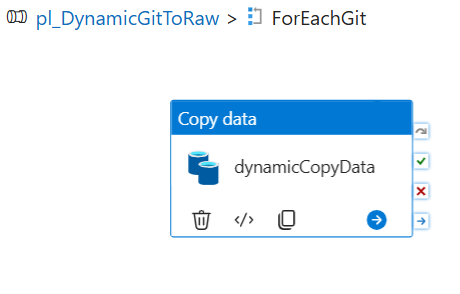 pl_DynamicGitToRaw > ForEachGit
Copy data
dynamicCopyData